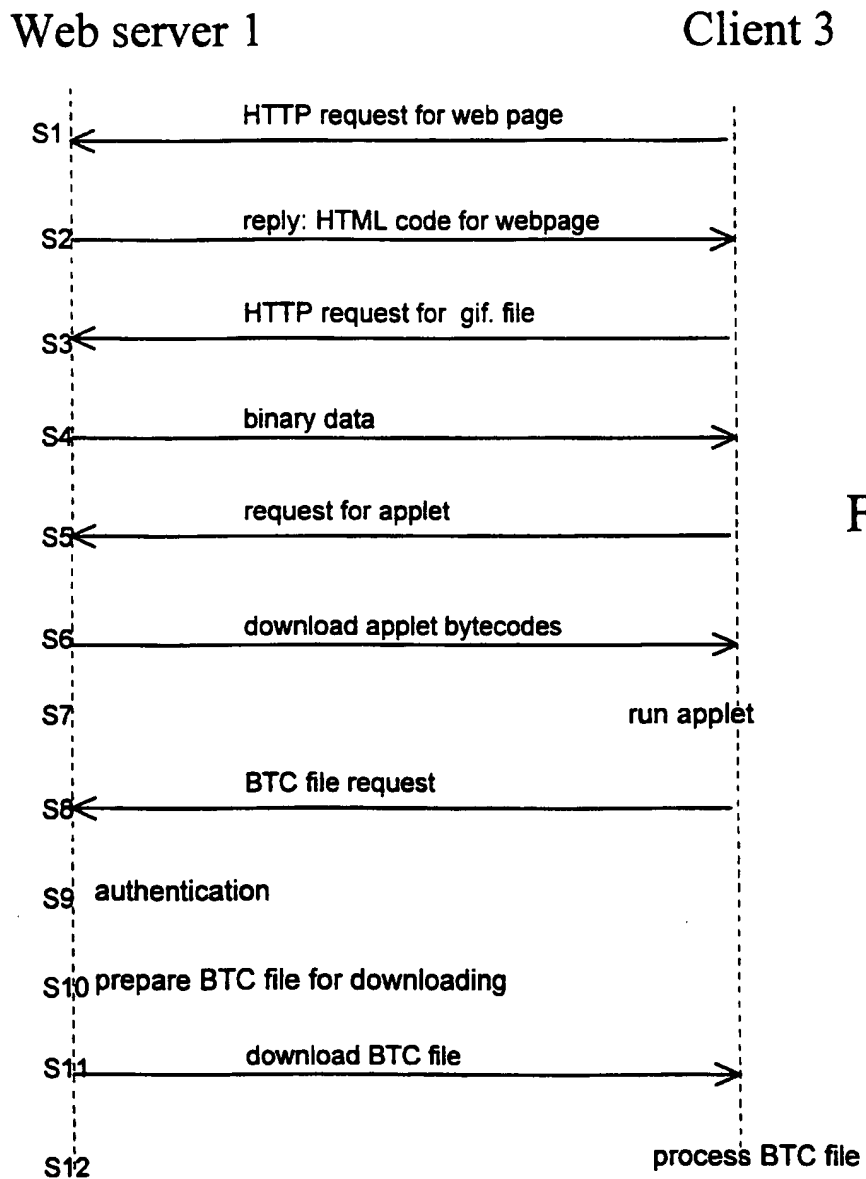 Web server 1
Client 3
S1
HTTP request for web page
S2
reply: HTML code for webpage
S3
HTTP request for gif. file
S4
binary data
S5
request for applet
F
S6
download applet bytecodes
S7
run applet
S8
BTC file request
S9
authentication
S10
prepare BTC file for downloading
S11
download BTC file
S12
process BTC file